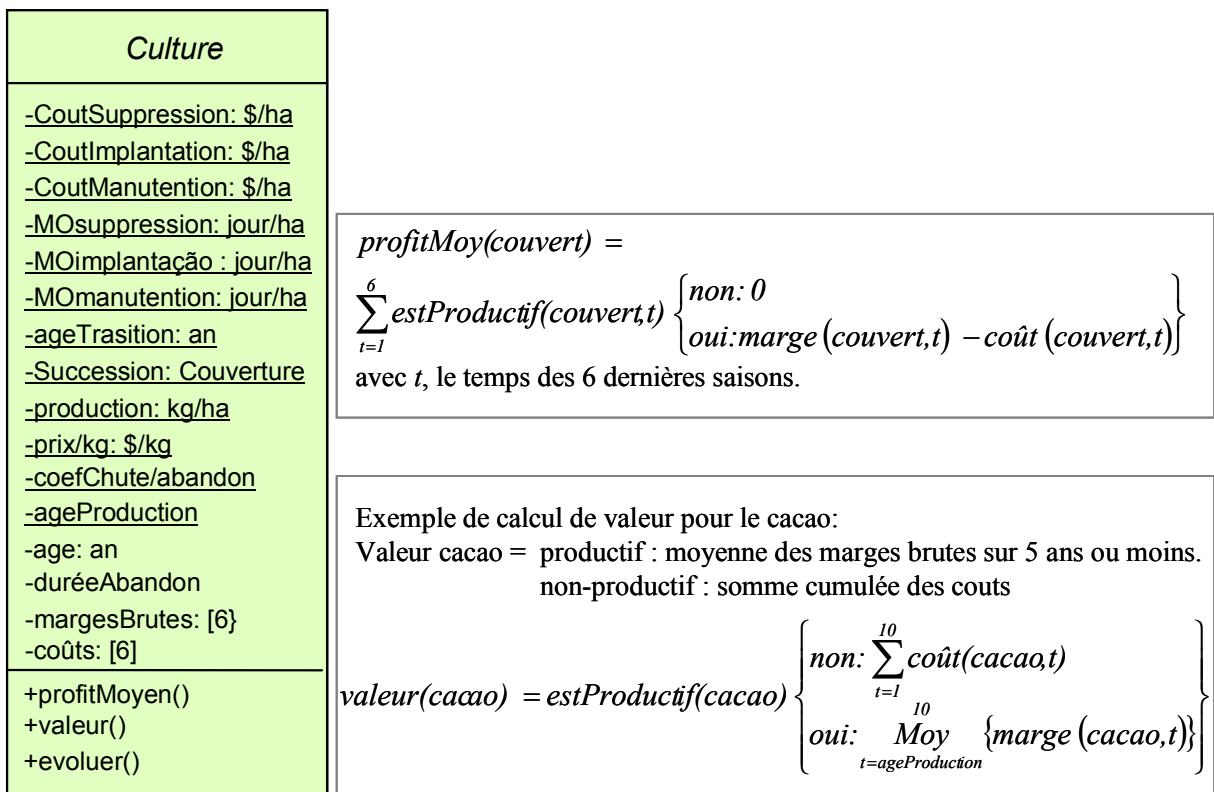 Culture
-CoutSuppression: $/ha
-CoutImplantation: $/ha
-CoutManutention: $/ha
-MOsuppression: jour/ha
-MOimplantação : jour/ha
-MOmanutention: jour/ha
-ageTrasition: an
-Succession: Couverture
-production: kg/ha
-prix/kg: $/kg
-coefChute/abandon
-ageProduction
-age: an
-duréeAbandon
-margesBrutes: [6}
-coûts: [6]
+profitMoyen()
+valeur()
+evoluer()
profitMoy(couvert) =
6
∑ estProductif(couvert,t) {non: 0
t=1
oui:marge (couvert,t) – coût (couvert,t)}
avec t, le temps des 6 dernières saisons.
Exemple de calcul de valeur pour le cacao:
Valeur cacao = productif : moyenne des marges brutes sur 5 ans ou moins.
non-productif : somme cumulée des couts
10
non: ∑ coût(cacao,t)
t=1
valeur(cacao) = estProductif(cacao)
10
oui: Moy {marge (cacao,t)}
t=ageProduction